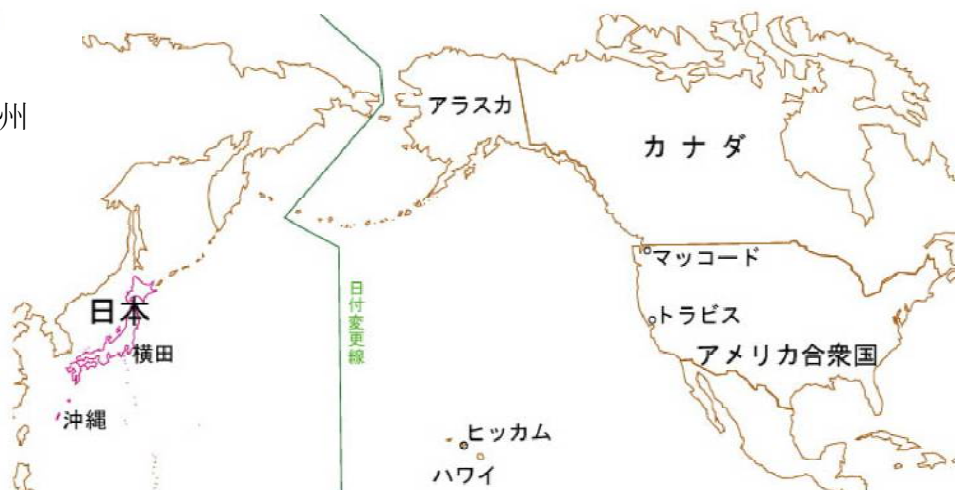 州
アラスカ
カナダ
マッコード
日本
日付変更線
トラビス
横田
アメリカ合衆国
沖縄
ヒッカム
ハワイ